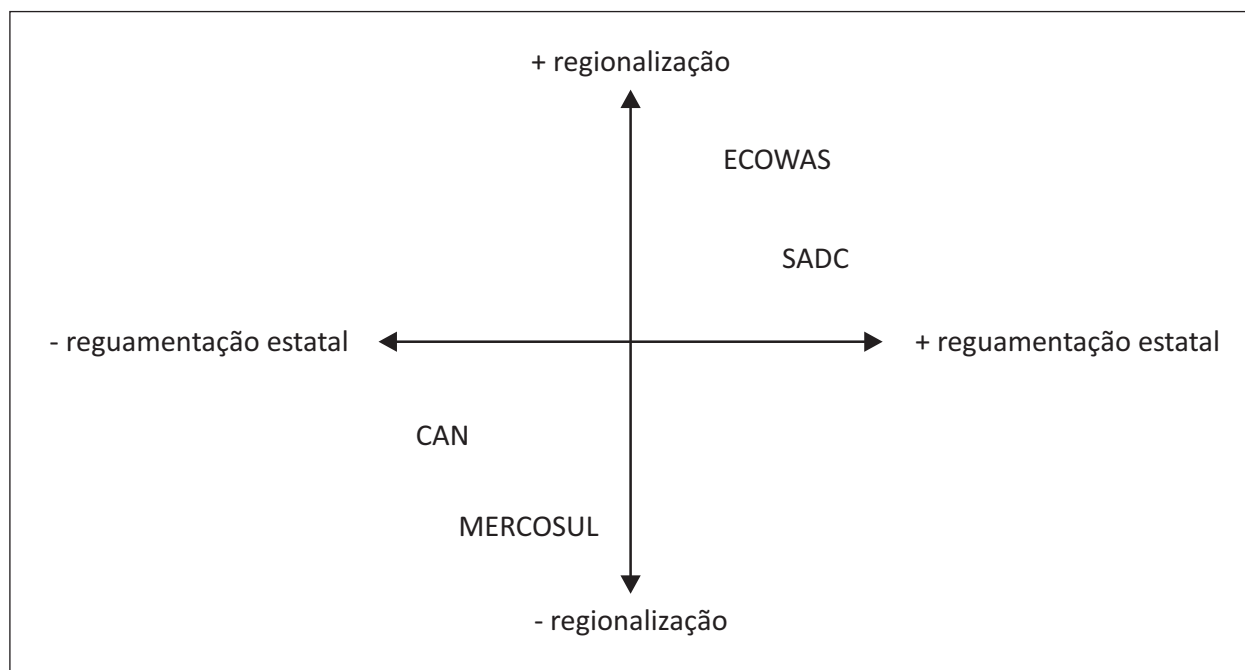 + regionalização
ECOWAS
SADC
- reguamentação estatal
+ reguamentação estatal
CAN
MERCOSUL
- regionalização